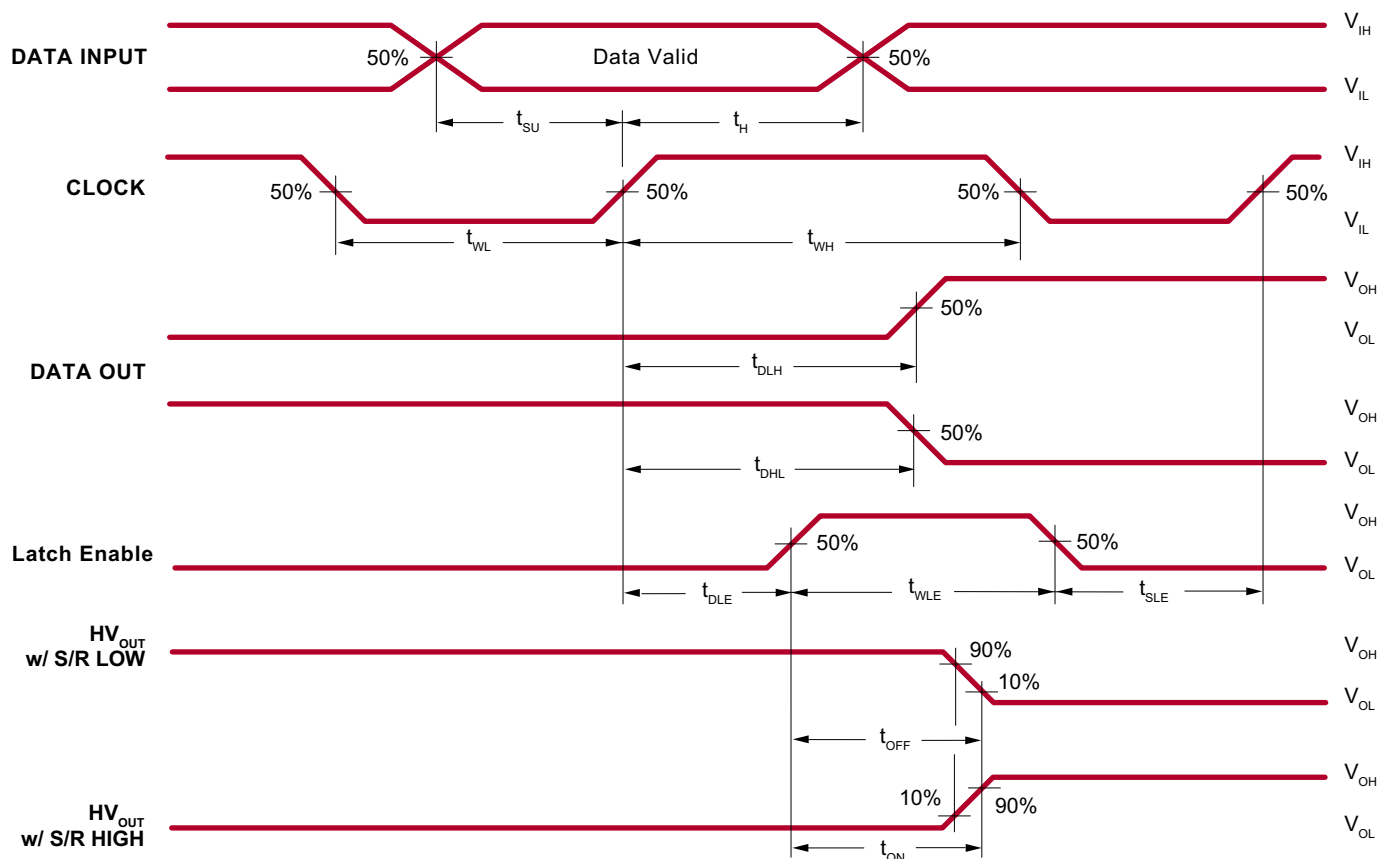 V_IH
DATA INPUT 50% Data Valid 50%
V_IL
t_SU t_H
V_IH
CLOCK 50% 50% 50% 50%
V_IL
t_WL t_WH
V_OH
50%
V_OL
DATA OUT
t_DLH
V_OH
50%
t_DHL
V_OL
V_OH
Latch Enable 50% 50%
V_OL
t_DLE t_WLE t_SLE
HV_OUT
w/ S/R LOW
V_OH
90%
10%
V_OL
t_OFF
V_OH
10% 90%
HV_OUT
w/ S/R HIGH
V_OL
t_ON